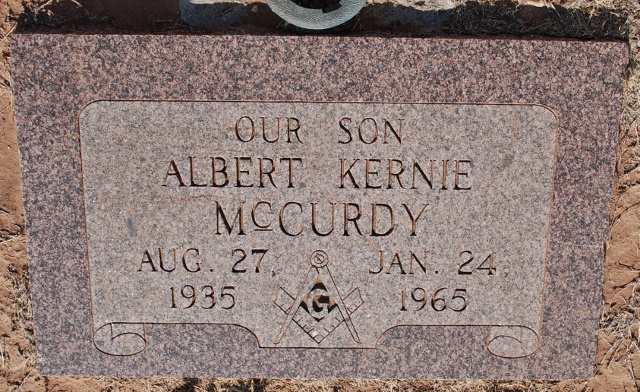 OUR SON
ALBERT KERNIE
McCURDY
AUG. 27, JAN. 24,
1935 G 1965